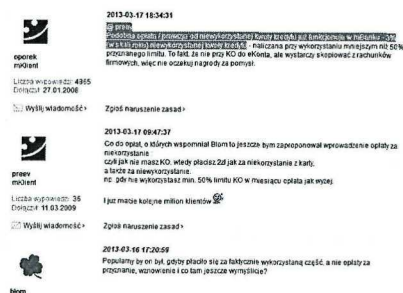 2013-03-17 18:34:31
@ preev
Podobna opłata / prowizja od niewykorzystanej kwoty kredytu już funkcjonuje w mBanku - 3%
(w skali roku) niewykorzystanej kwoty kredytu - naliczana przy wykorzystaniu mniejszym niż 50%
przyznanego limitu. To fakt, że nie przy KO do eKonta, ale wystarczy skopiować z rachunków
firmowych, więc nie oczekuj nagrody za pomysł.
oporek
mKlient
Liczba wypowiedzi: 4965
Dołączył: 27.01.2006
Wyślij wiadomość > Zgłoś naruszenie zasad >
2013-03-17 09:47:37
Co do opłat, o których wspomniał Blom to jeszcze bym zaproponował wprowadzenie opłaty za
niekorzystanie
czyli jak nie masz KO, wtedy płacisz 2zł jak za niekorzystanie z karty,
a także za niewykorzystanie.
np. gdy nie wykorzystasz min. 50% limitu KO w miesiącu opłata jak wyżej.
I już macie kolejne milion klientów
preev
mKlient
Liczba wypowiedzi: 35
Dołączył: 11.03.2009
Wyślij wiadomość > Zgłoś naruszenie zasad >
2013-03-16 17:20:56
Popularny by on był, gdyby płaciło się za faktycznie wykorzystaną część, a nie opłaty za
przyznanie, wznowienie i co tam jeszcze wymyślicie?
blom